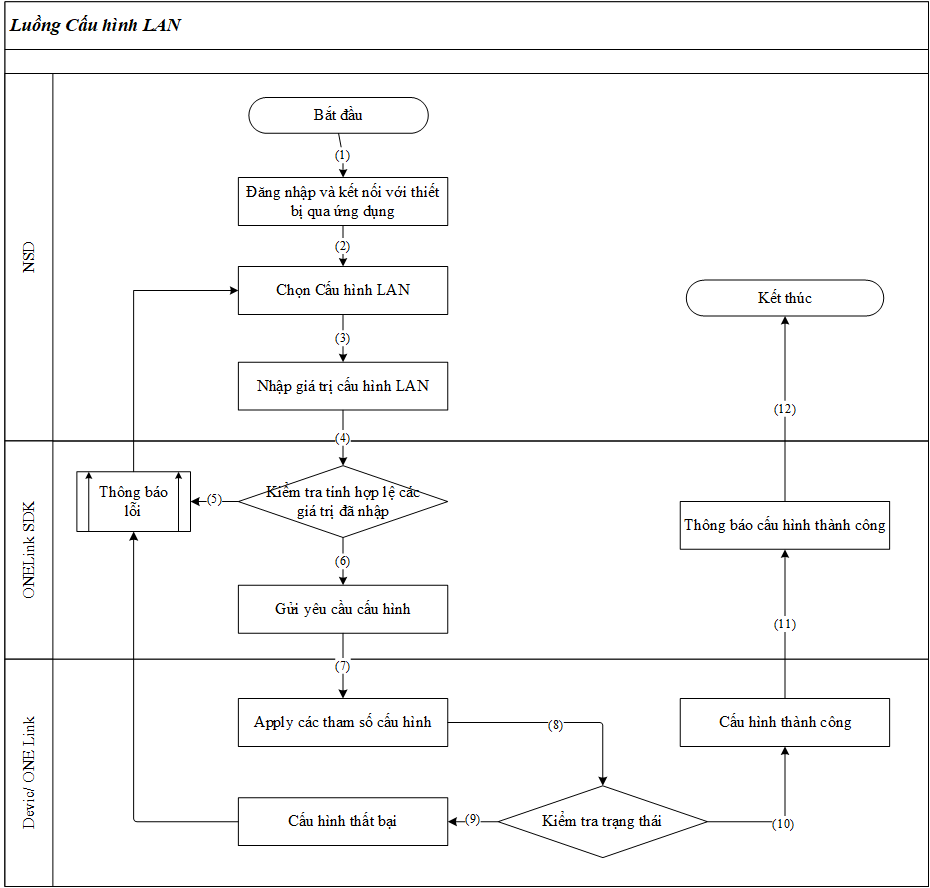 Luồng Cấu hình LAN
NSD
Bắt đầu
(1)
Đăng nhập và kết nối với thiết
bị qua ứng dụng
(2)
Chọn Cấu hình LAN
(3)
Nhập giá trị cấu hình LAN
(4)
Kết thúc
(12)
ONELink SDK
Thông báo
lỗi
(5)
Kiểm tra tính hợp lệ các
giá trị đã nhập
(6)
Gửi yêu cầu cấu hình
(7)
Thông báo cấu hình thành công
(11)
Devic/ ONE Link
Apply các tham số cấu hình
(8)
Cấu hình thành công
Cấu hình thất bại
(9)
Kiểm tra trạng thái
(10)